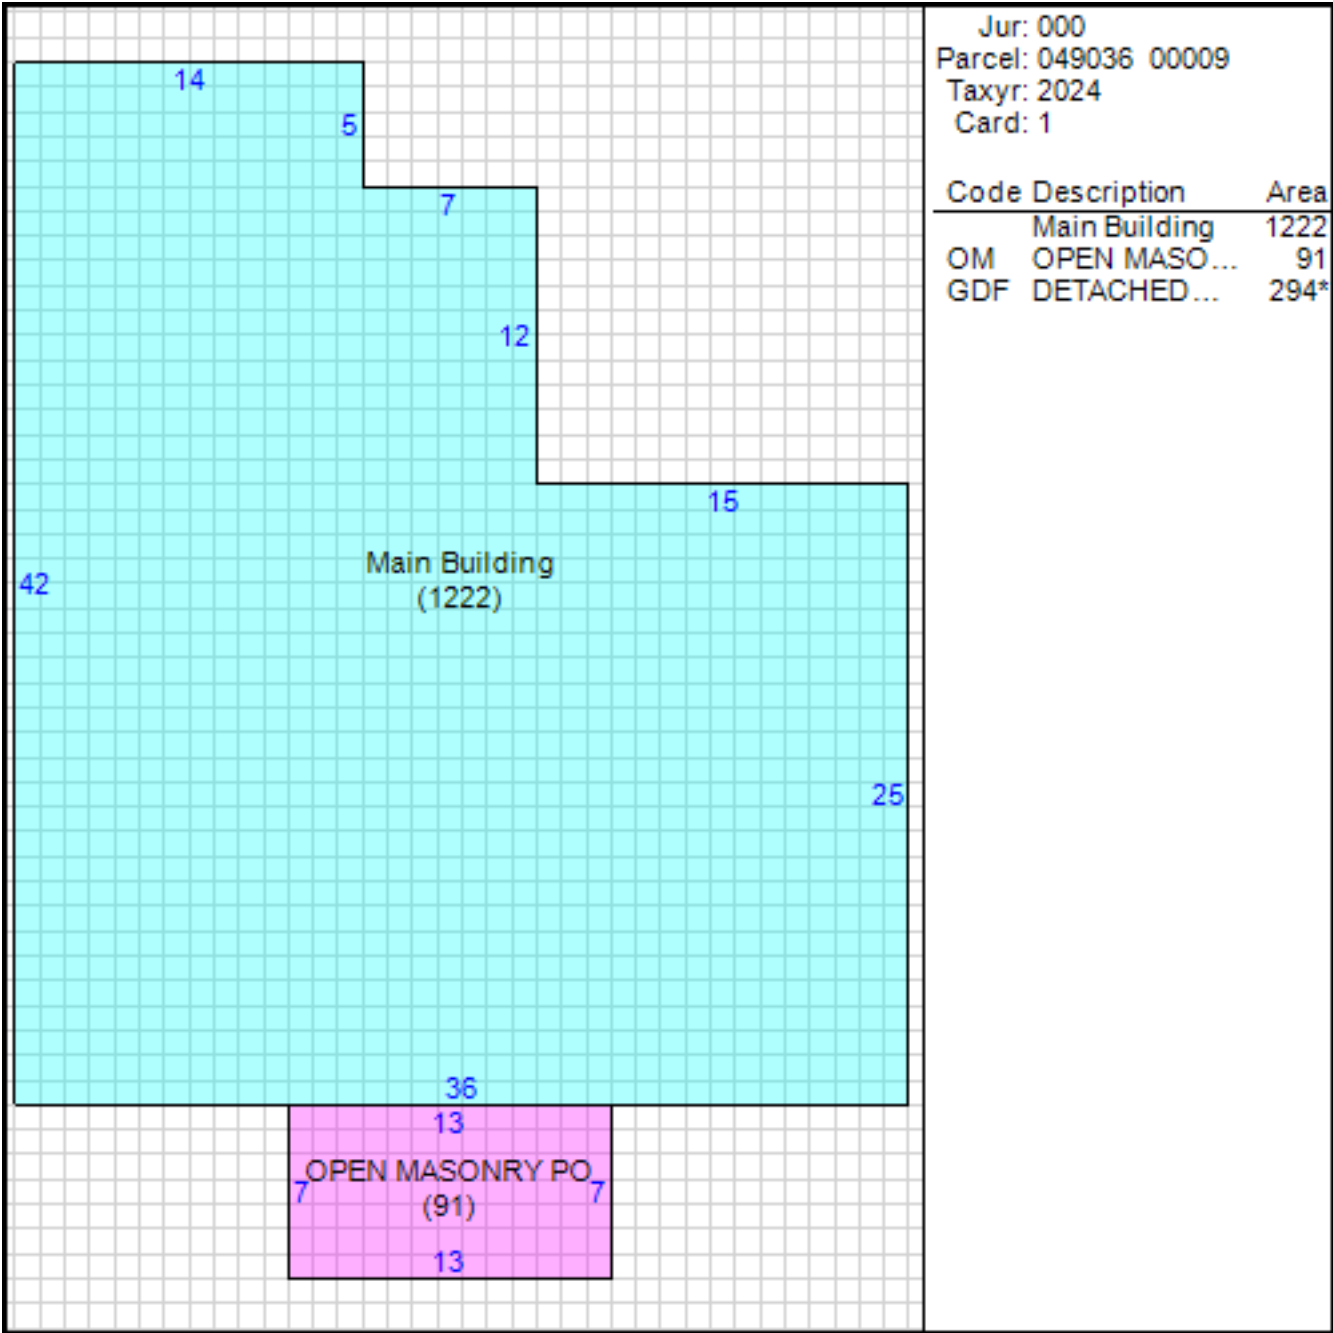 Jur: 000
Parcel: 049036 00009
Taxyr: 2024
Card: 1
Code Description Area
Main Building 1222
OM OPEN MASO... 91
GDF DETACHED... 294*
14
5
7
12
15
Main Building
(1222)
42
25
36
13
OPEN MASONRY PO
7 7
(91)
13